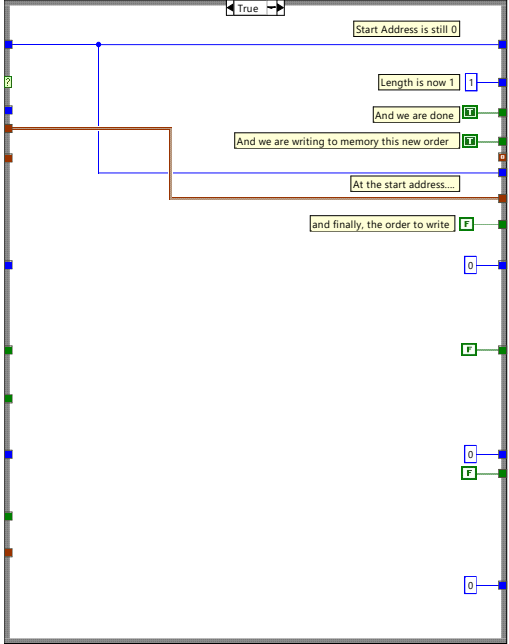 True
Start Address is still 0
?
Length is now 1
1
And we are done
T
And we are writing to memory this new order
T
At the start address....
and finally, the order to write
F
0
F
0
F
0